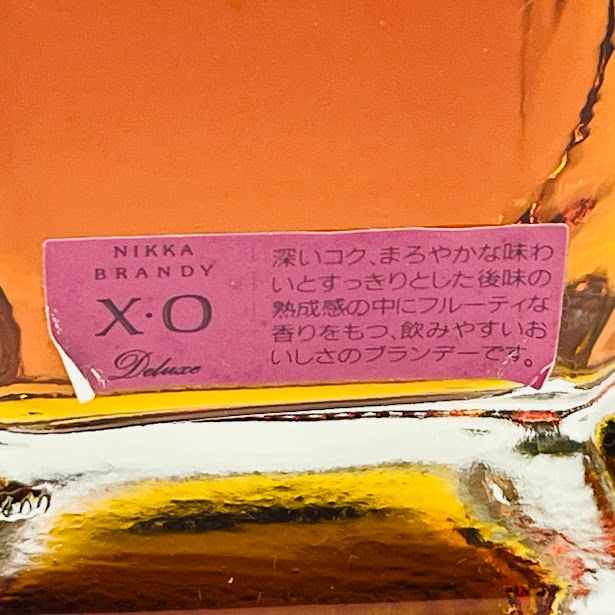 NIKKA
BRANDY
X·O
Deluxe
深いコク、まろやかな味わ
いとすっきりとした後味の
熟成感の中にフルーティな
香りをもつ、飲みやすいお
いしさのブランデーです。